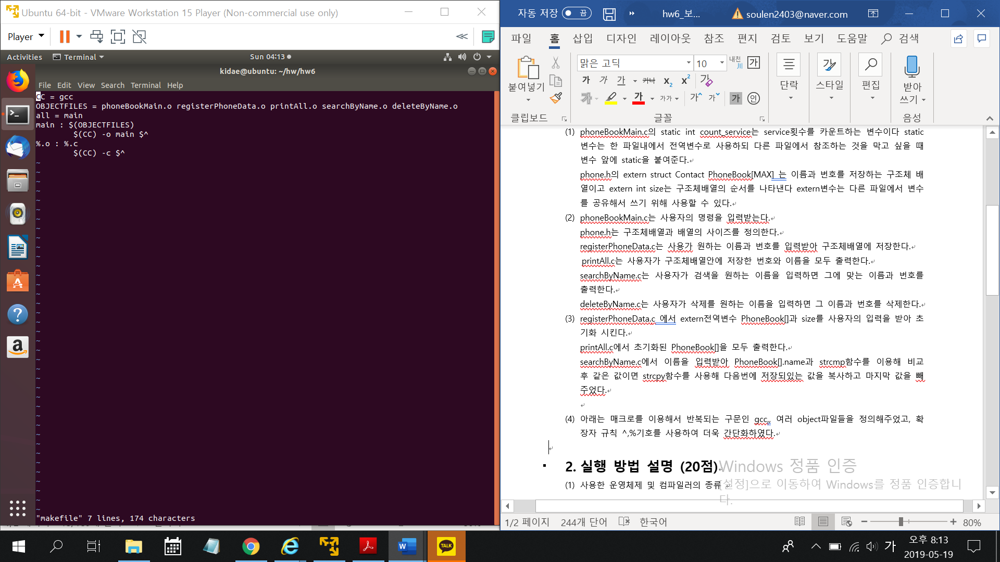 Ubuntu 64-bit - VMware Workstation 15 Player (Non-commercial use only)
Player
Activities
Terminal
Sun 04:13
kidae@ubuntu: ~/hw/hw6
File Edit View Search Terminal Help
CC = gcc
OBJECTFILES = phoneBookMain.o registerPhoneData.o printAll.o searchByName.o deleteByName.o
all = main
main : $(OBJECTFILES)
$(CC) -o main $^
%.o : %.c
$(CC) -c $^
"makefile" 7 lines, 174 characters
자동 저장 끔
hw6_보...
soulen2403@naver.com
파일 홈 삽입 디자인 레이아웃 참조 편지 검토 보기 도움말 검색
붙여넣기
클립보드
맑은 고딕
10
내천
글꼴
단락
스타일
편집
받아
쓰기
음성
(1) phoneBookMain.c의 static int count_service는 service횟수를 카운트하는 변수이다 static
변수는 한 파일내에서 전역변수로 사용하되 다른 파일에서 참조하는 것을 막고 싶을 때
변수 앞에 static을 붙여준다.
phone.h의 extern struct Contact PhoneBook[MAX] 는 이름과 번호를 저장하는 구조체 배
열이고 extern int size는 구조체배열의 순서를 나타낸다 extern변수는 다른 파일에서 변수
를 공유해서 쓰기 위해 사용할 수 있다.
(2) phoneBookMain.c는 사용자의 명령을 입력받는다.
phone.h는 구조체배열과 배열의 사이즈를 정의한다.
registerPhoneData.c는 사용가 원하는 이름과 번호를 입력받아 구조체배열에 저장한다.
printAll.c는 사용자가 구조체배열안에 저장한 번호와 이름을 모두 출력한다.
searchByName.c는 사용자가 검색을 원하는 이름을 입력하면 그에 맞는 이름과 번호를
출력한다.
deleteByName.c는 사용자가 삭제를 원하는 이름을 입력하면 그 이름과 번호를 삭제한다.
(3) registerPhoneData.c 에서 extern전역변수 PhoneBook[]과 size를 사용자의 입력을 받아 초
기화 시킨다.
printAll.c에서 초기화된 PhoneBook[]을 모두 출력한다.
searchByName.c에서 이름을 입력받아 PhoneBook[].name과 strcmp함수를 이용해 비교
후 같은 값이면 strcpy함수를 사용해 다음번에 저장되있는 값을 복사하고 마지막 값을 빼
주었다.
(4) 아래는 매크로를 이용해서 반복되는 구문인 gcc,, 여러 object파일들을 정의해주었고, 확
장자 규칙 ^,%기호를 사용하여 더욱 간단화하였다.
2. 실행 방법 설명 (20점)
(1) 사용한 운영체제 및 컴파일러의 종류
Windows 정품 인증
[설정]으로 이동하여 Windows를 정품 인증합니
다.
1/2 페이지 244개 단어 한국어
80%
가
오후 8:13
2019-05-19